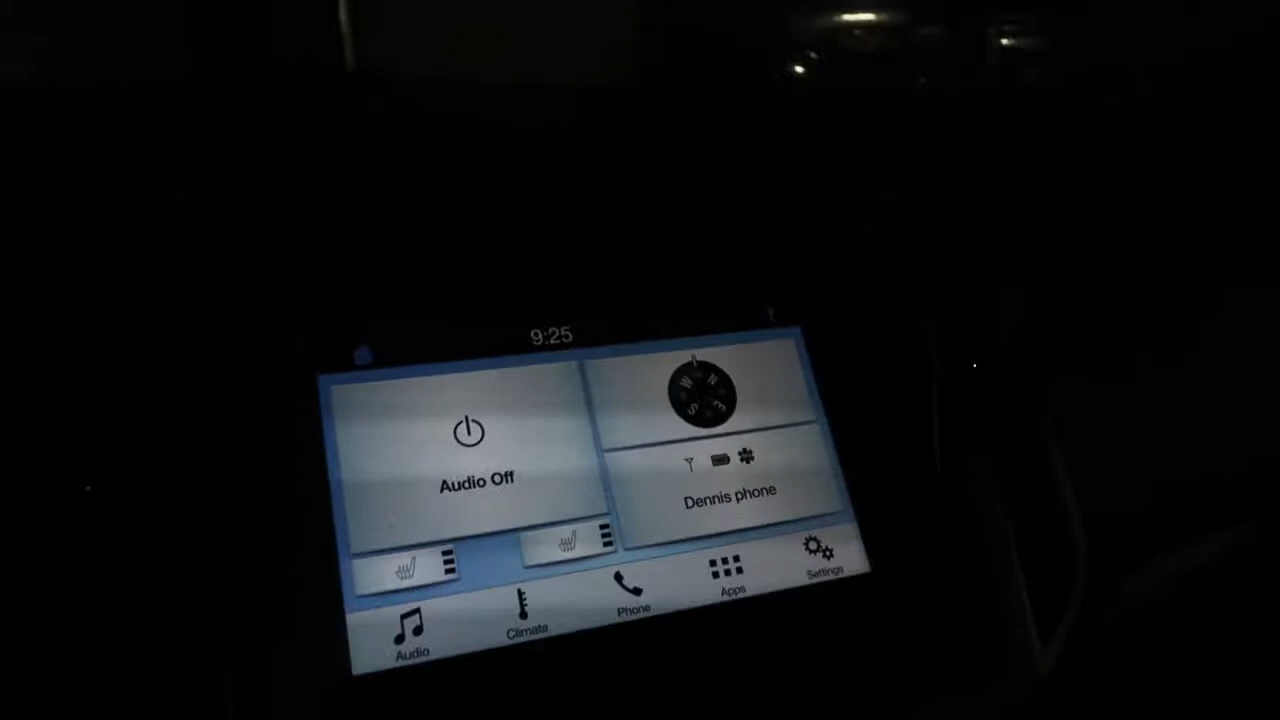 9:25
Audio Off
W N
S E
Dennis phone
Audio
Climate
Phone
Apps
Settings